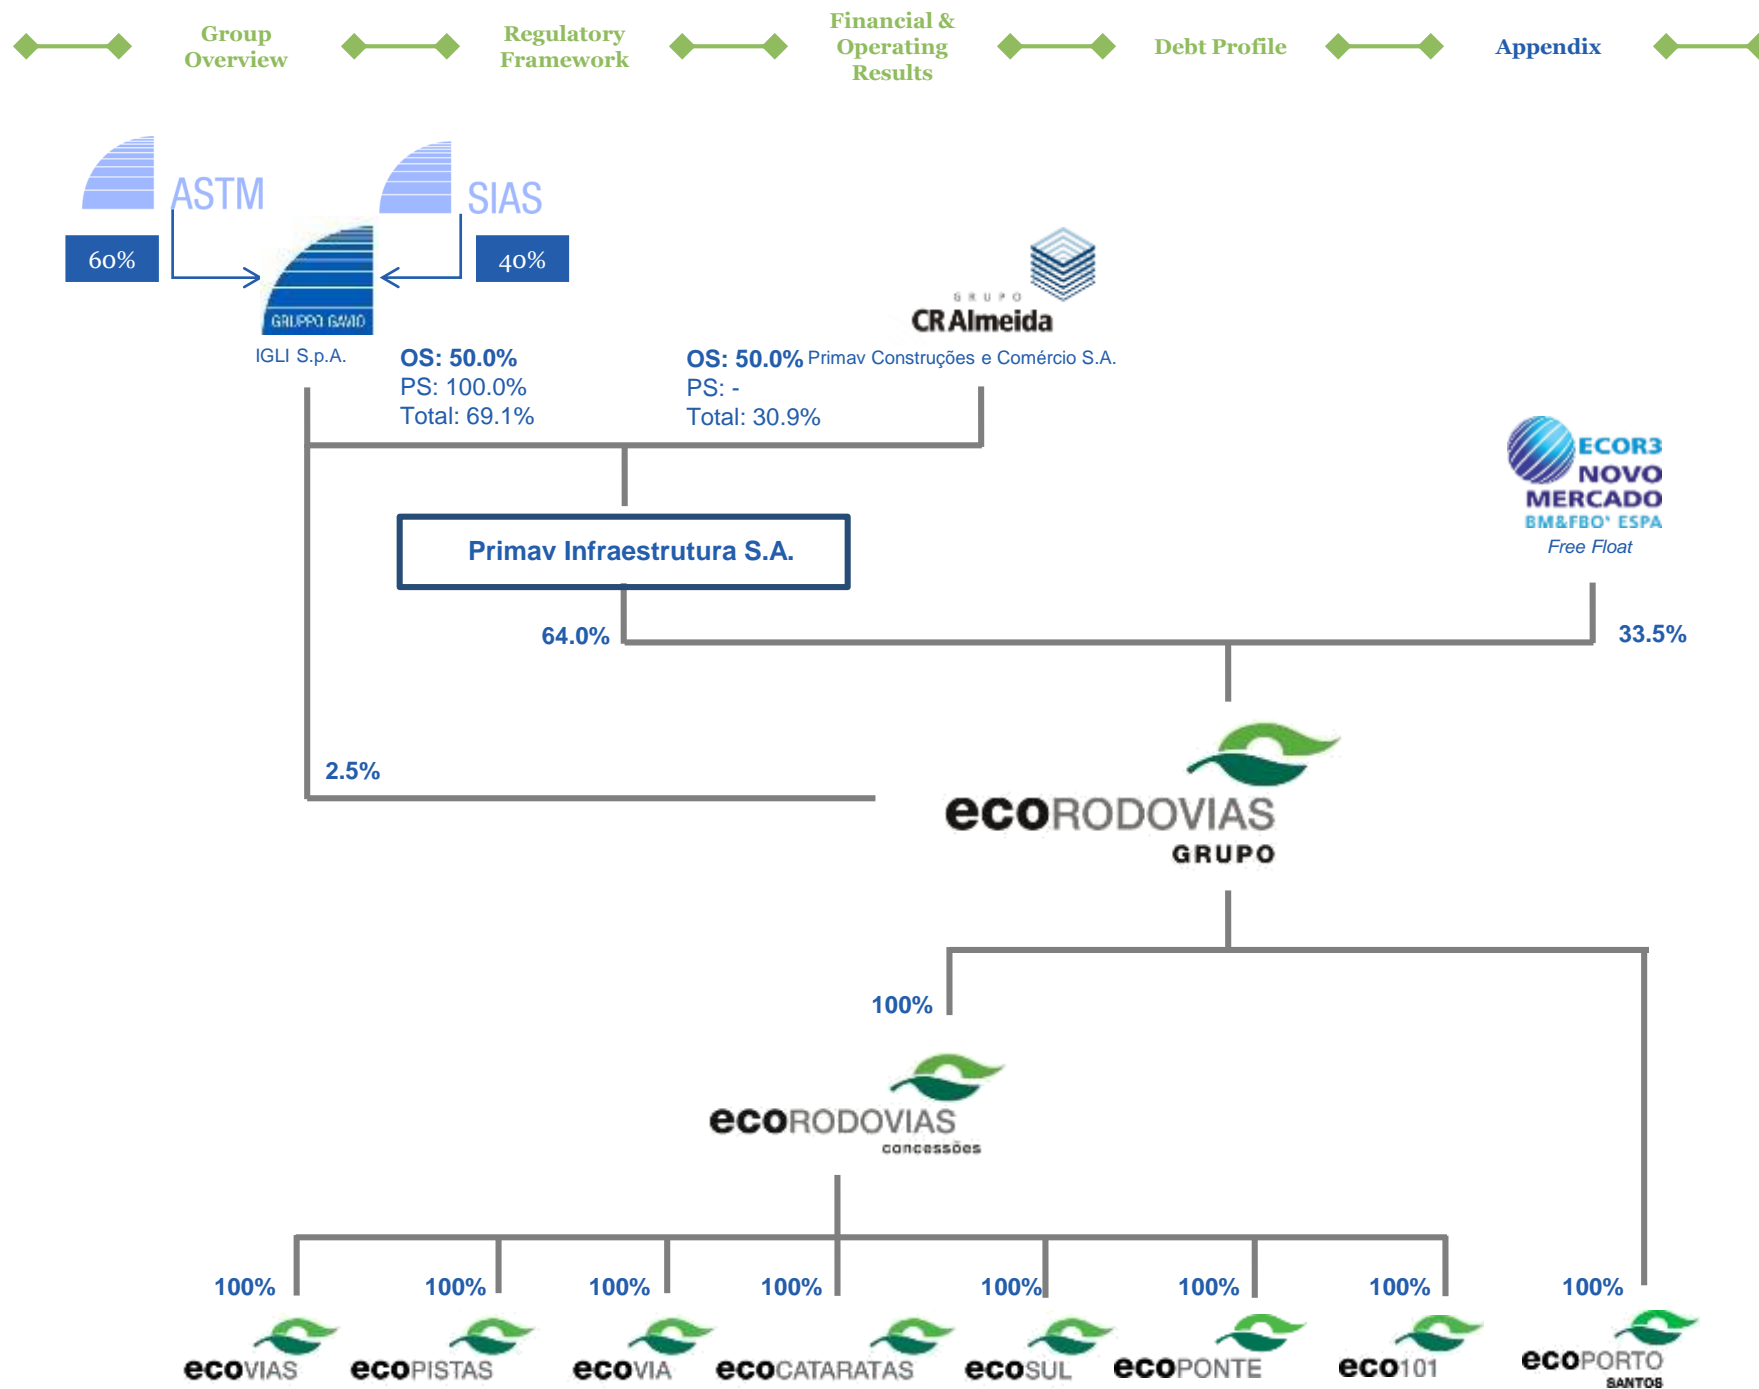 Group
Overview
Regulatory
Framework
Financial &
Operating
Results
Debt Profile
Appendix
ASTM
SIAS
60%
40%
GRUPPO GAVIO
IGLI S.p.A.
GRUPO
CR Almeida
Primav Construções e Comércio S.A.
OS: 50.0%
PS: 100.0%
Total: 69.1%
OS: 50.0%
PS: -
Total: 30.9%
ECOR3
NOVO
MERCADO
BM&FBO' ESPA
Free Float
Primav Infraestrutura S.A.
64.0%
33.5%
2.5%
ecoRODOVIAS
GRUPO
100%
ecoRODOVIAS
concessões
100%
100%
100%
100%
100%
100%
100%
100%
ecoVIAS
ecoPISTAS
ecoVIA
ecoCATARATAS
ecoSUL
ecoPONTE
eco101
ecoPORTO
SANTOS